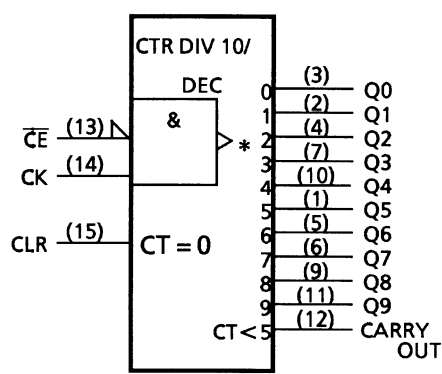 CTR DIV 10/
DEC
&
*
C̅E̅ (13)
CK (14)
CLR (15)
CT = 0
0 (3) Q0
1 (2) Q1
2 (4) Q2
3 (7) Q3
4 (10) Q4
5 (1) Q5
6 (5) Q6
7 (6) Q7
8 (9) Q8
9 (11) Q9
CT < 5 (12) CARRY
OUT